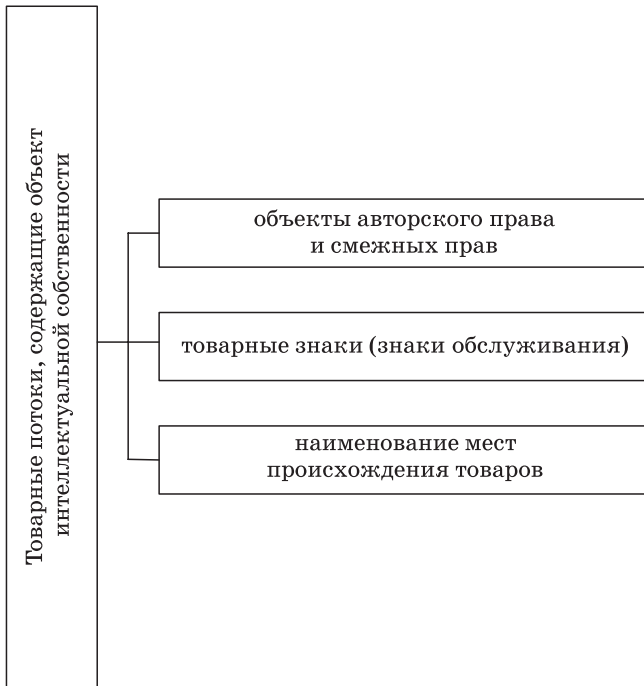 Товарные потоки, содержащие объект
интеллектуальной собственности
объекты авторского права
и смежных прав
товарные знаки (знаки обслуживания)
наименование мест
происхождения товаров